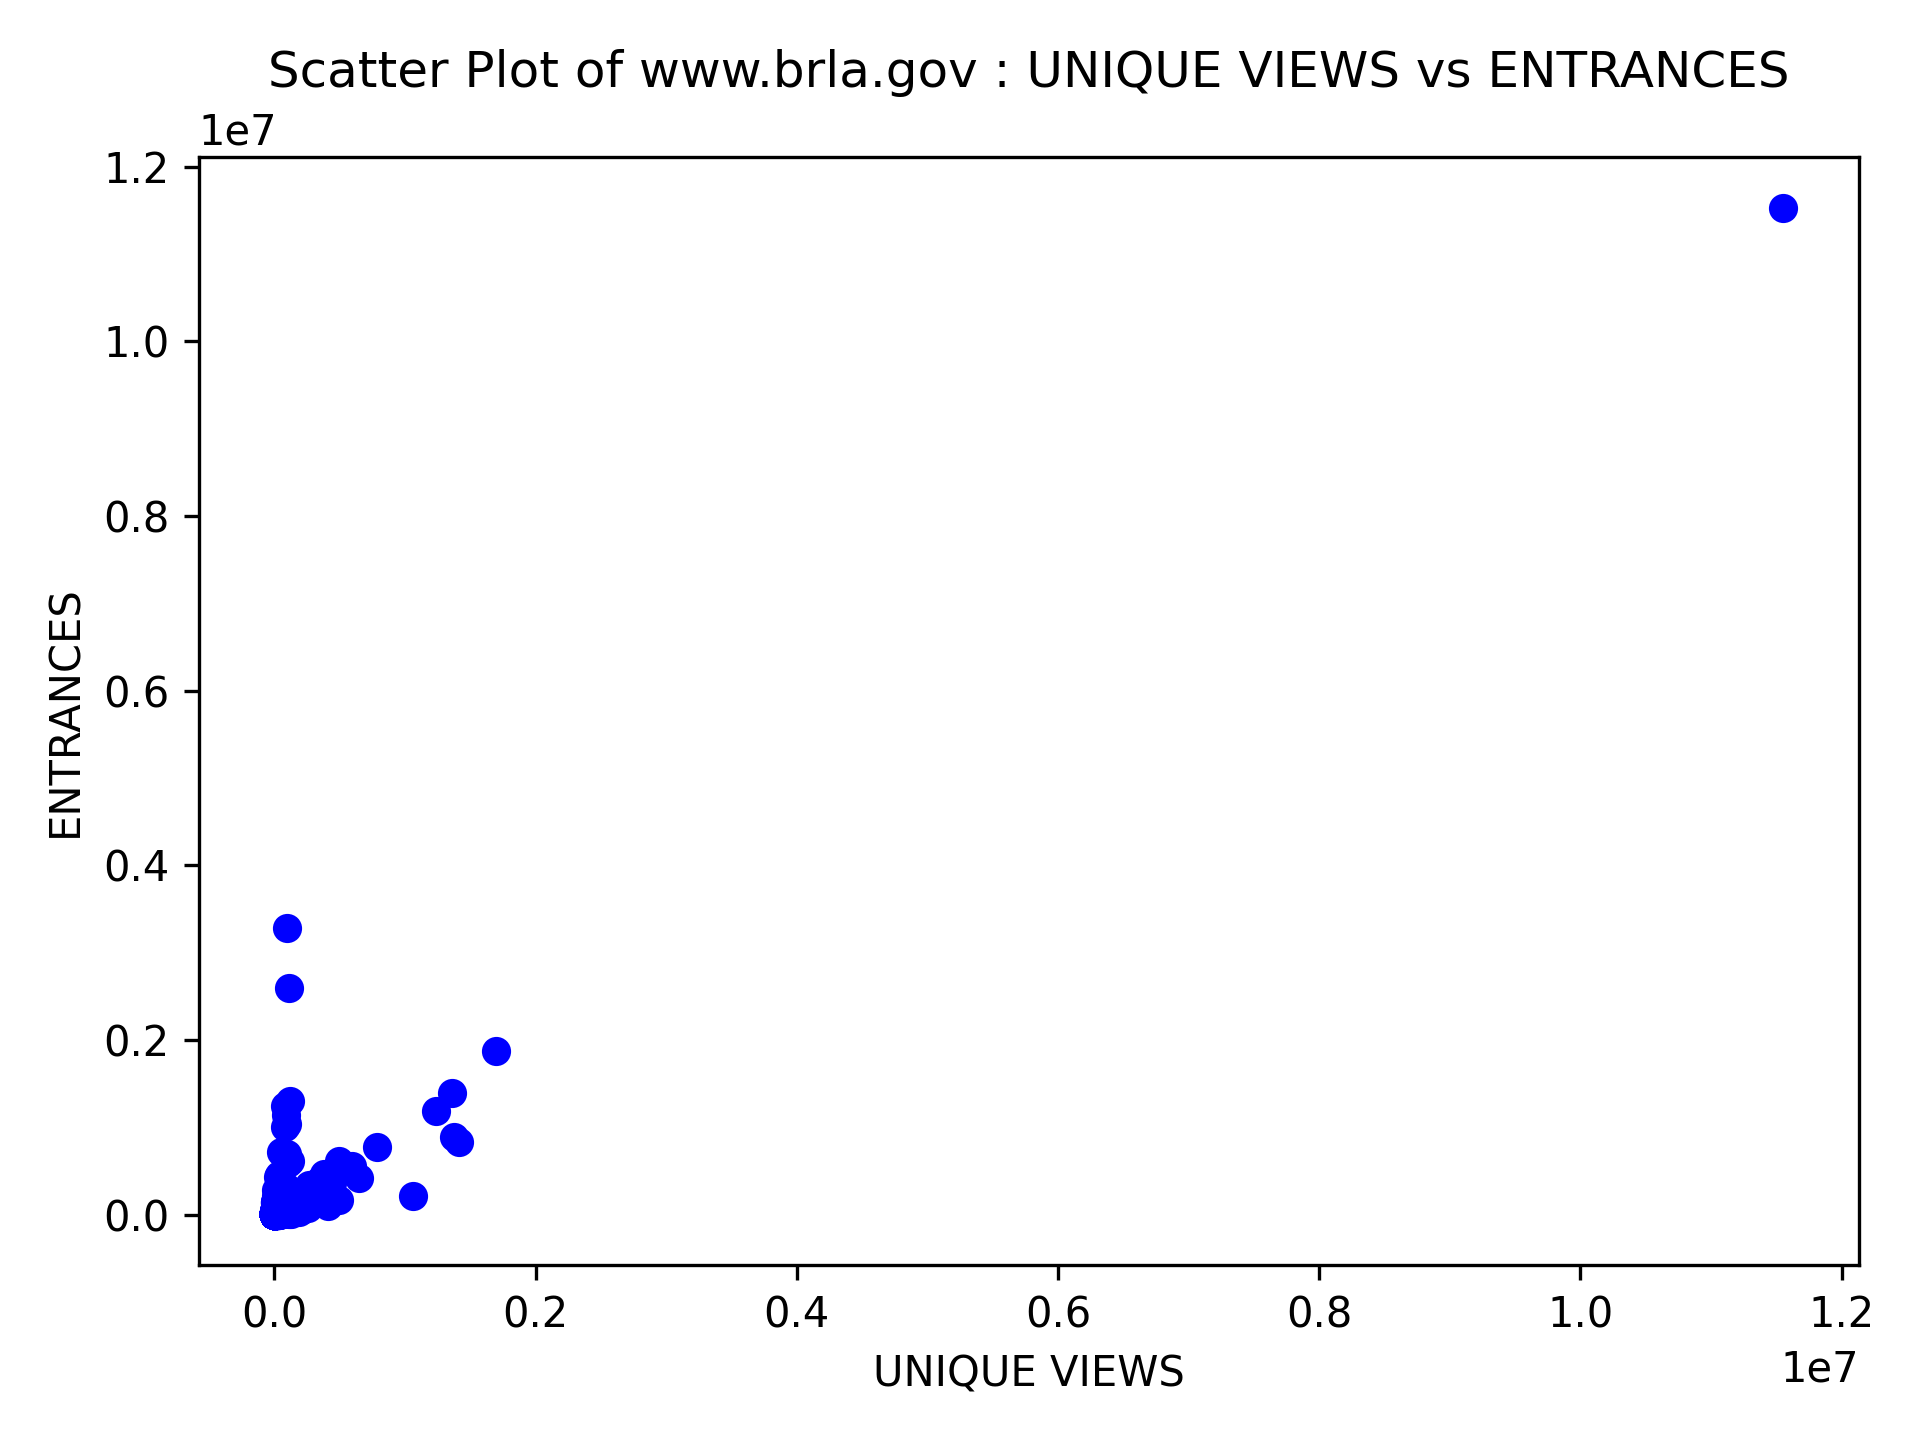 Scatter Plot of www.brla.gov : UNIQUE VIEWS vs ENTRANCES
1e7
1.2
1.0
0.8
0.6
0.4
0.2
0.0
ENTRANCES
0.0 0.2 0.4 0.6 0.8 1.0 1.2
UNIQUE VIEWS
1e7